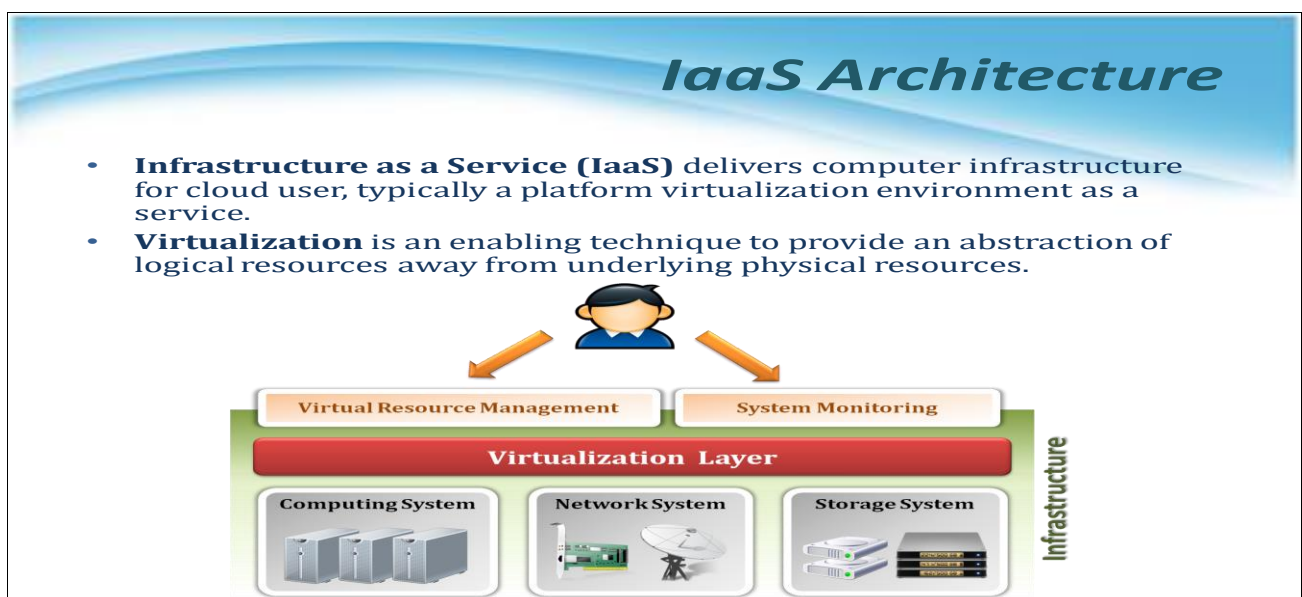 IaaS Architecture
• Infrastructure as a Service (IaaS) delivers computer infrastructure
for cloud user, typically a platform virtualization environment as a
service.
• Virtualization is an enabling technique to provide an abstraction of
logical resources away from underlying physical resources.
Virtual Resource Management
System Monitoring
Virtualization Layer
Computing System
Network System
Storage System
Infrastructure